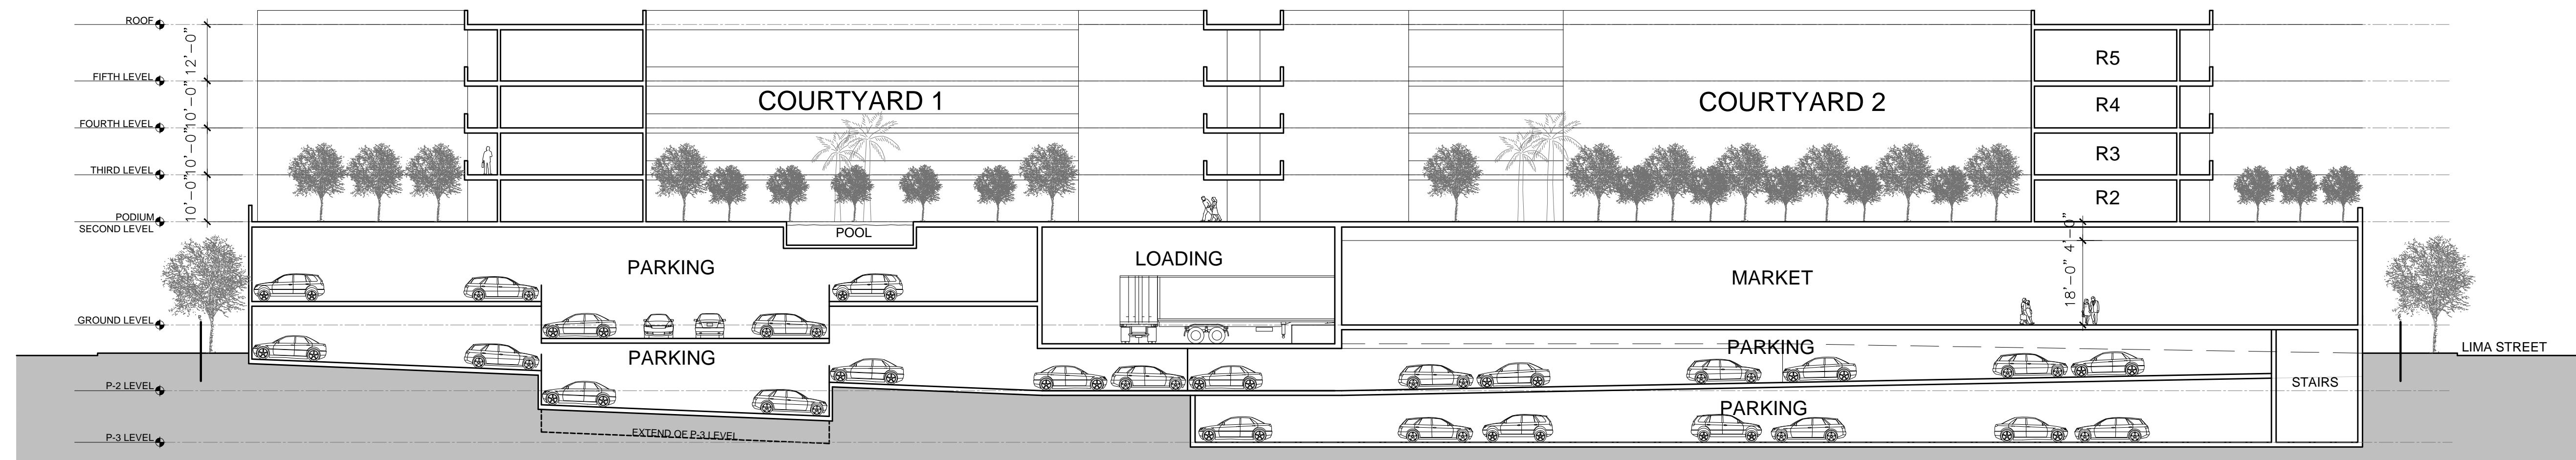 ROOF
12'-0"
FIFTH LEVEL
10'-0"
FOURTH LEVEL
10'-0"
THIRD LEVEL
10'-0"
PODIUM
SECOND LEVEL
GROUND LEVEL
P-2 LEVEL
P-3 LEVEL
COURTYARD 1
COURTYARD 2
R5
R4
R3
R2
POOL
PARKING
LOADING
MARKET
4'-0"
18'-0"
PARKING
PARKING
LIMA STREET
STAIRS
PARKING
EXTEND OF P-3 LEVEL